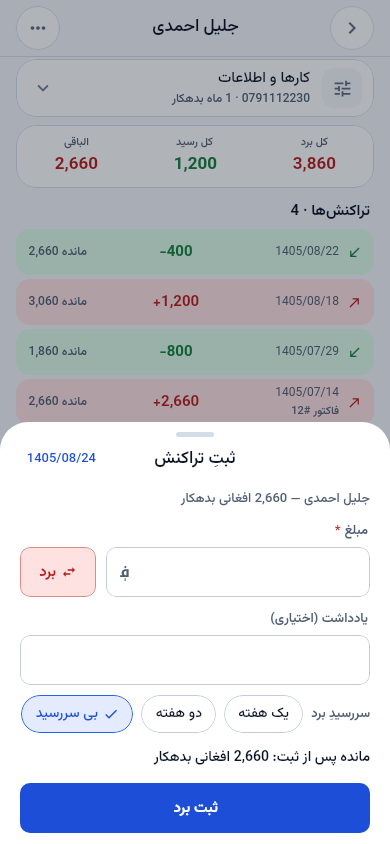 جلیل احمدی
کارها و اطلاعات
0791112230 · 1 ماه بدهکار
کل برد
کل رسید
الباقی
3,860
1,200
2,660
تراکنش‌ها · 4
1405/08/22
−400
مانده 2,660
1405/08/18
+1,200
مانده 3,060
1405/07/29
−800
مانده 1,860
1405/07/14
فاکتور #12
+2,660
مانده 2,660
ثبتِ تراکنش
1405/08/24
جلیل احمدی — 2,660 افغانی بدهکار
مبلغ *
؋
برد
یادداشت (اختیاری)
سررسیدِ برد
یک هفته
دو هفته
بی سررسید
مانده پس از ثبت: 2,660 افغانی بدهکار
ثبت برد